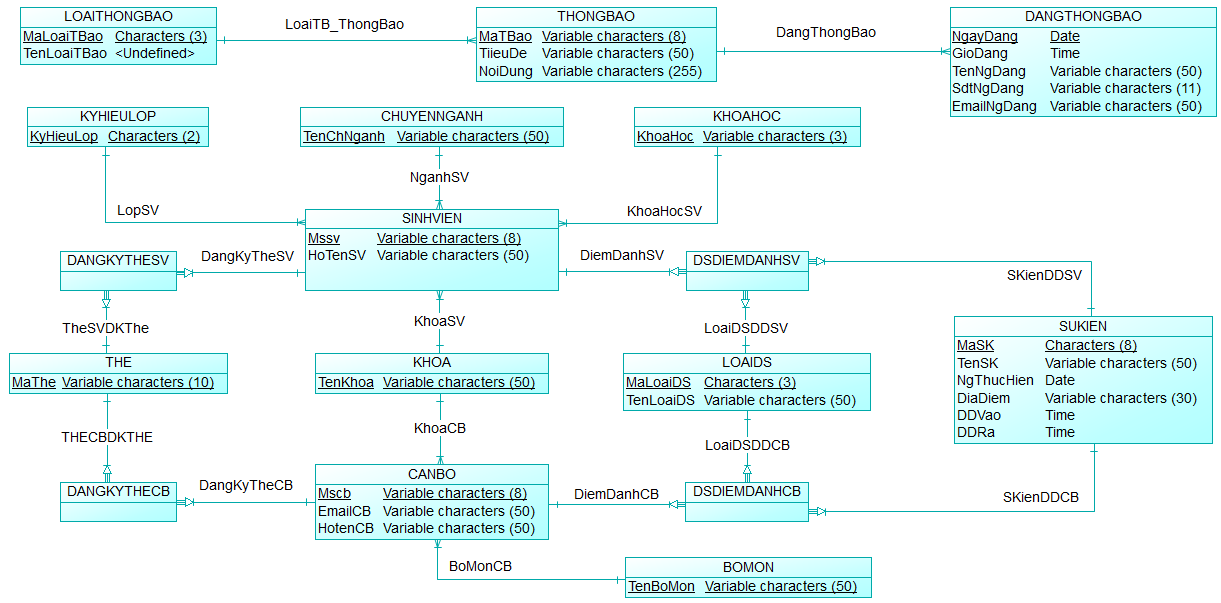 LOAITHONGBAO
MaLoaiTBao Characters (3)
TenLoaiTBao <Undefined>
LoaiTB_ThongBao
THONGBAO
MaTBao Variable characters (8)
TiieuDe Variable characters (50)
NoiDung Variable characters (255)
DangThongBao
DANGTHONGBAO
NgayDang Date
GioDang Time
TenNgDang Variable characters (50)
SdtNgDang Variable characters (11)
EmailNgDang Variable characters (50)
KYHIEULOP
KyHieuLop Characters (2)
CHUYENNGANH
TenChNganh Variable characters (50)
KHOAHOC
KhoaHoc Variable characters (3)
NganhSV
LopSV
KhoaHocSV
SINHVIEN
Mssv Variable characters (8)
HoTenSV Variable characters (50)
DANGKYTHESV
DangKyTheSV
DiemDanhSV
DSDIEMDANHSV
SKienDDSV
TheSVDKThe
KhoaSV
LoaiDSDDSV
SUKIEN
MaSK Characters (8)
TenSK Variable characters (50)
NgThucHien Date
DiaDiem Variable characters (30)
DDVao Time
DDRa Time
THE
MaThe Variable characters (10)
KHOA
TenKhoa Variable characters (50)
LOAIDS
MaLoaiDS Characters (3)
TenLoaiDS Variable characters (50)
THECBDKTHE
KhoaCB
LoaiDSDDCB
DANGKYTHECB
DangKyTheCB
CANBO
Mscb Variable characters (8)
EmailCB Variable characters (50)
HotenCB Variable characters (50)
DiemDanhCB
DSDIEMDANHCB
SKienDDCB
BoMonCB
BOMON
TenBoMon Variable characters (50)